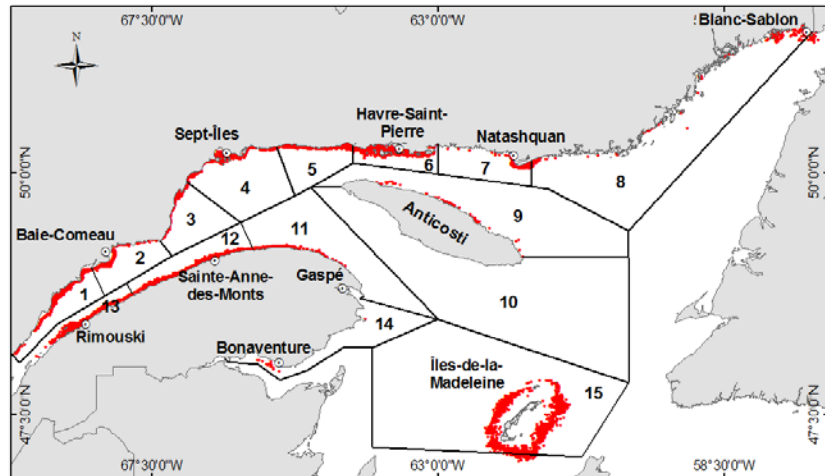 67°30'0"W
63°0'0"W
Blanc-Sablon
N
Havre-Saint-
Pierre
Sept-Îles
Natashquan
50°0'0"N
50°0'0"N
5
6
7
4
8
3
Anticosti
9
Baie-Comeau
12
11
2
Sainte-Anne-
des-Monts
Gaspé
1
13
10
Rimouski
14
Bonaventure
Îles-de-la-
Madeleine
15
47°30'0"N
47°30'0"N
67°30'0"W
63°0'0"W
58°30'0"W